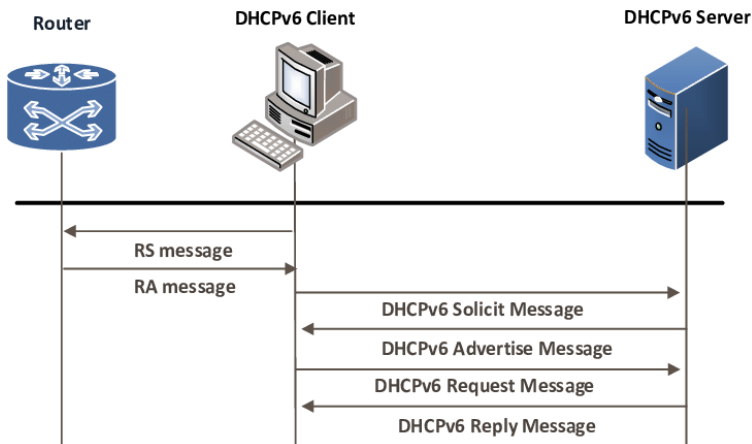 Router
DHCPv6 Client
DHCPv6 Server
RS message
RA message
DHCPv6 Solicit Message
DHCPv6 Advertise Message
DHCPv6 Request Message
DHCPv6 Reply Message